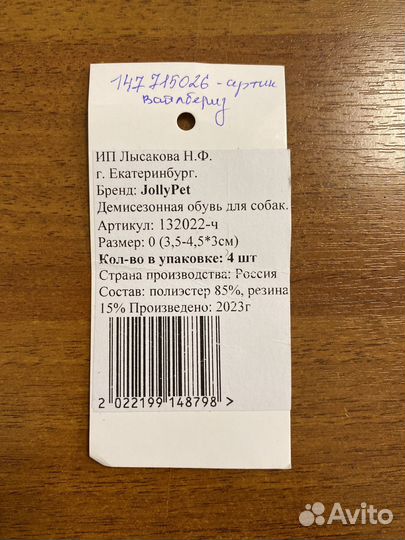 147715026 - артик
вайлбериз
ИП Лысакова Н.Ф.
г. Екатеринбург.
Бренд: JollyPet
Демисезонная обувь для собак.
Артикул: 132022-ч
Размер: 0 (3,5-4,5*3см)
Кол-во в упаковке: 4 шт
Страна производства: Россия
Состав: полиэстер 85%, резина
15% Произведено: 2023г
2 022199 148798 >
Avito